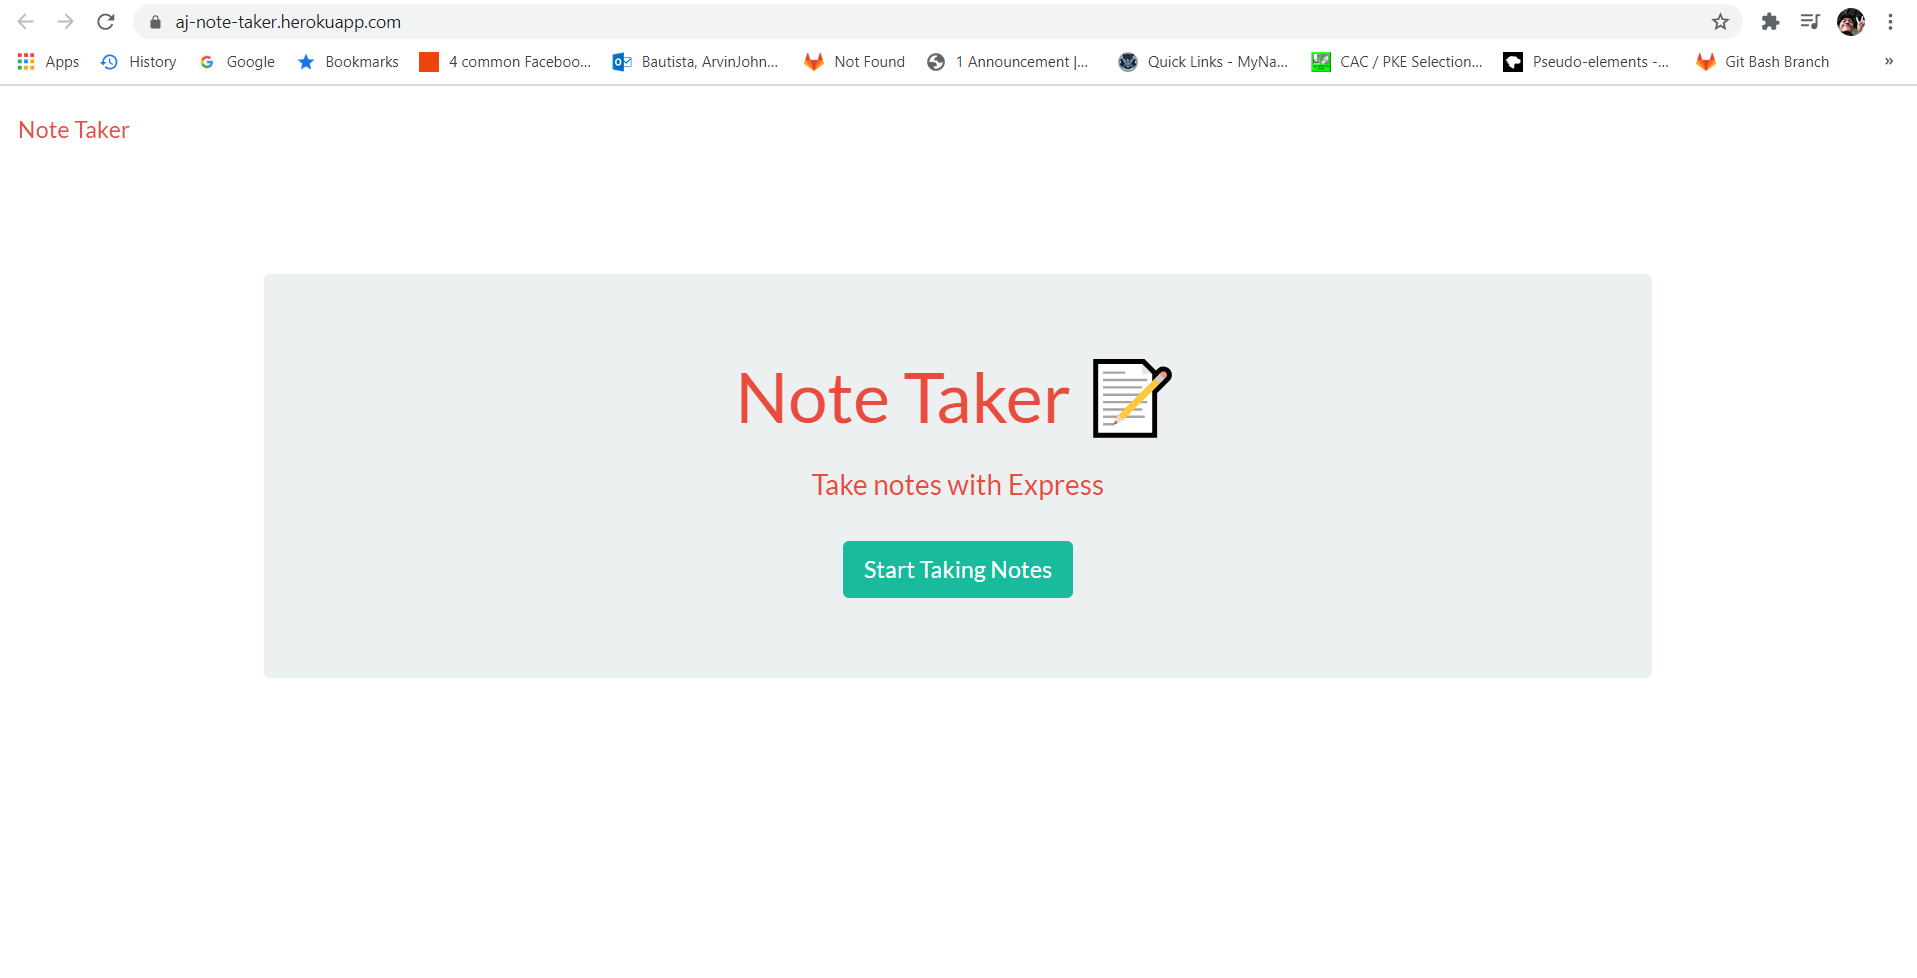 aj-note-taker.herokuapp.com
Apps History Google Bookmarks 4 common Faceboo... Bautista, ArvinJohn... Not Found 1 Announcement |... Quick Links - MyNa... CAC / PKE Selection... Pseudo-elements -... Git Bash Branch »
Note Taker
Note Taker
Take notes with Express
Start Taking Notes